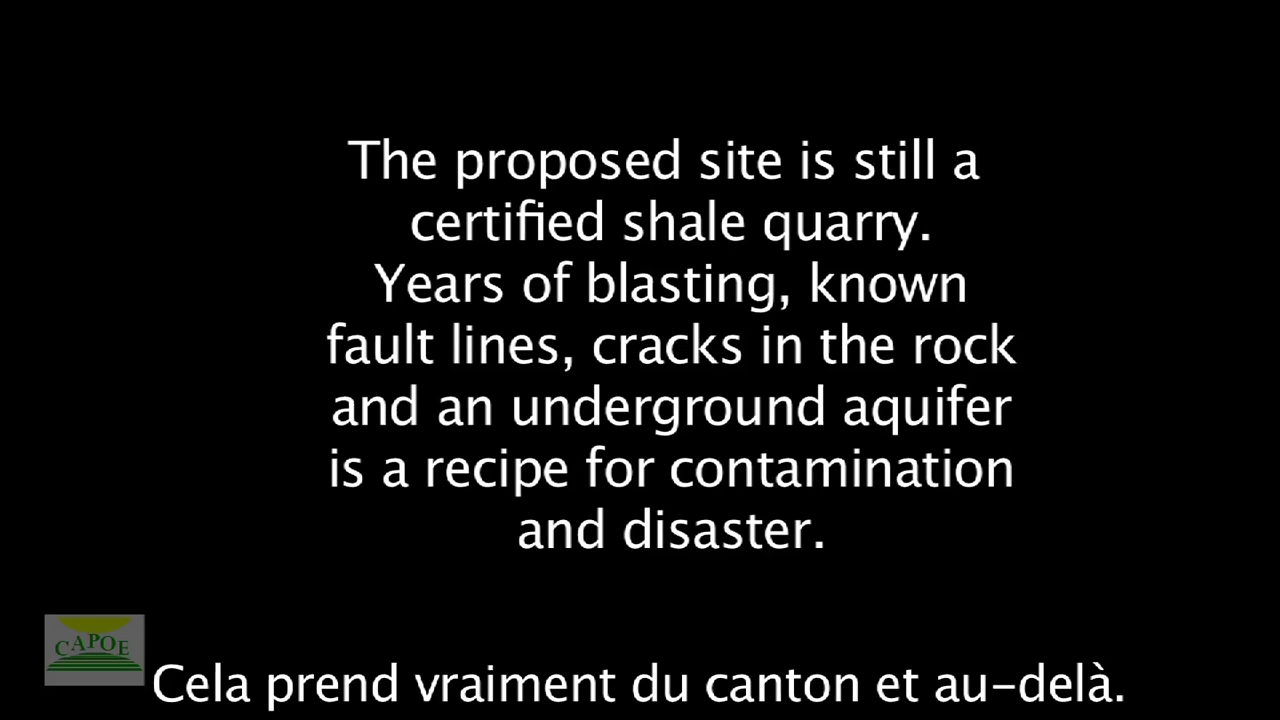 The proposed site is still a
certified shale quarry.
Years of blasting, known
fault lines, cracks in the rock
and an underground aquifer
is a recipe for contamination
and disaster.
CAPOE
Cela prend vraiment du canton et au-delà.